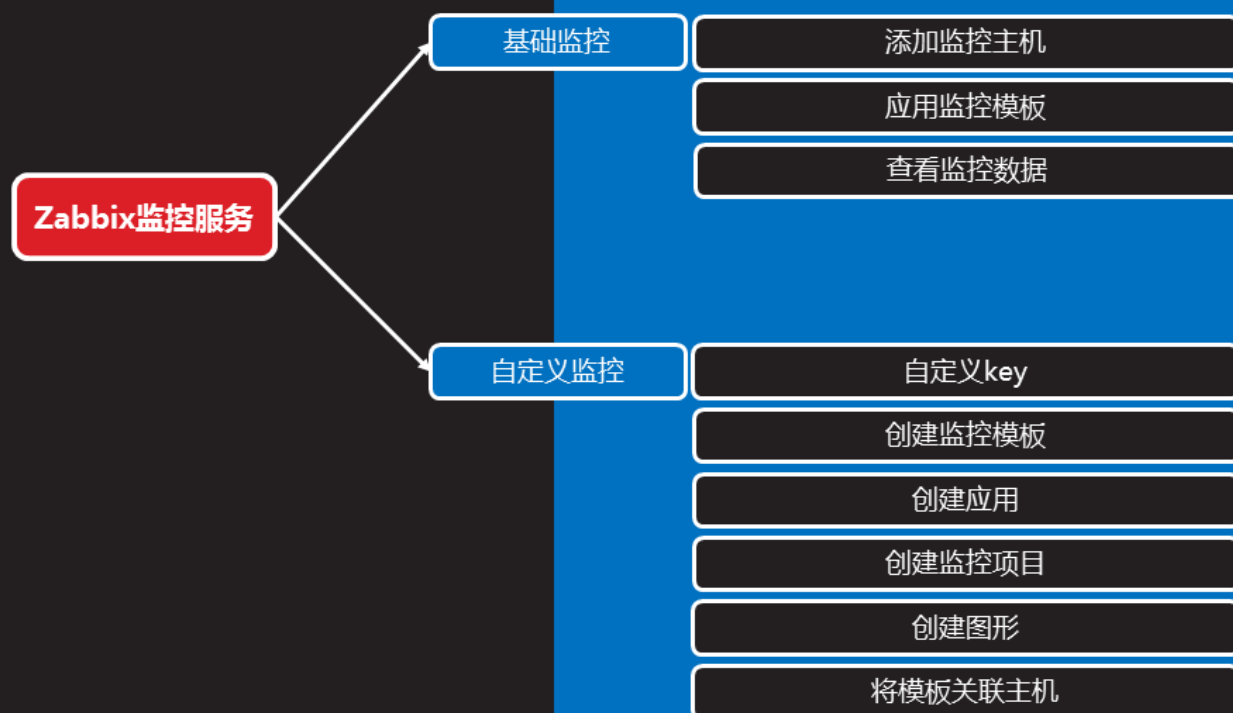 Zabbix监控服务
基础监控
添加监控主机
应用监控模板
查看监控数据
自定义监控
自定义key
创建监控模板
创建应用
创建监控项目
创建图形
将模板关联主机